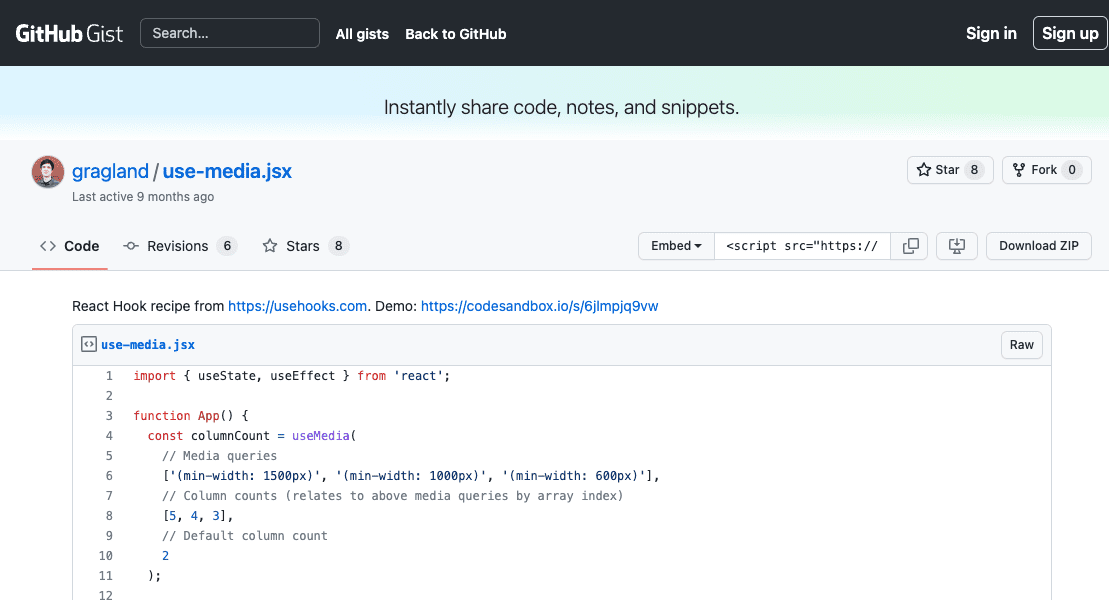 GitHub Gist Search... All gists Back to GitHub Sign in Sign up
Instantly share code, notes, and snippets.
gragland / use-media.jsx
Star 8 Fork 0
Last active 9 months ago
Code Revisions 6 Stars 8 Embed <script src="https:// Download ZIP
React Hook recipe from https://usehooks.com. Demo: https://codesandbox.io/s/6jlmpjq9vw
use-media.jsx Raw
1 import { useState, useEffect } from 'react';
2
3 function App() {
4 const columnCount = useMedia(
5 // Media queries
6 ['(min-width: 1500px)', '(min-width: 1000px)', '(min-width: 600px)'],
7 // Column counts (relates to above media queries by array index)
8 [5, 4, 3],
9 // Default column count
10 2
11 );
12